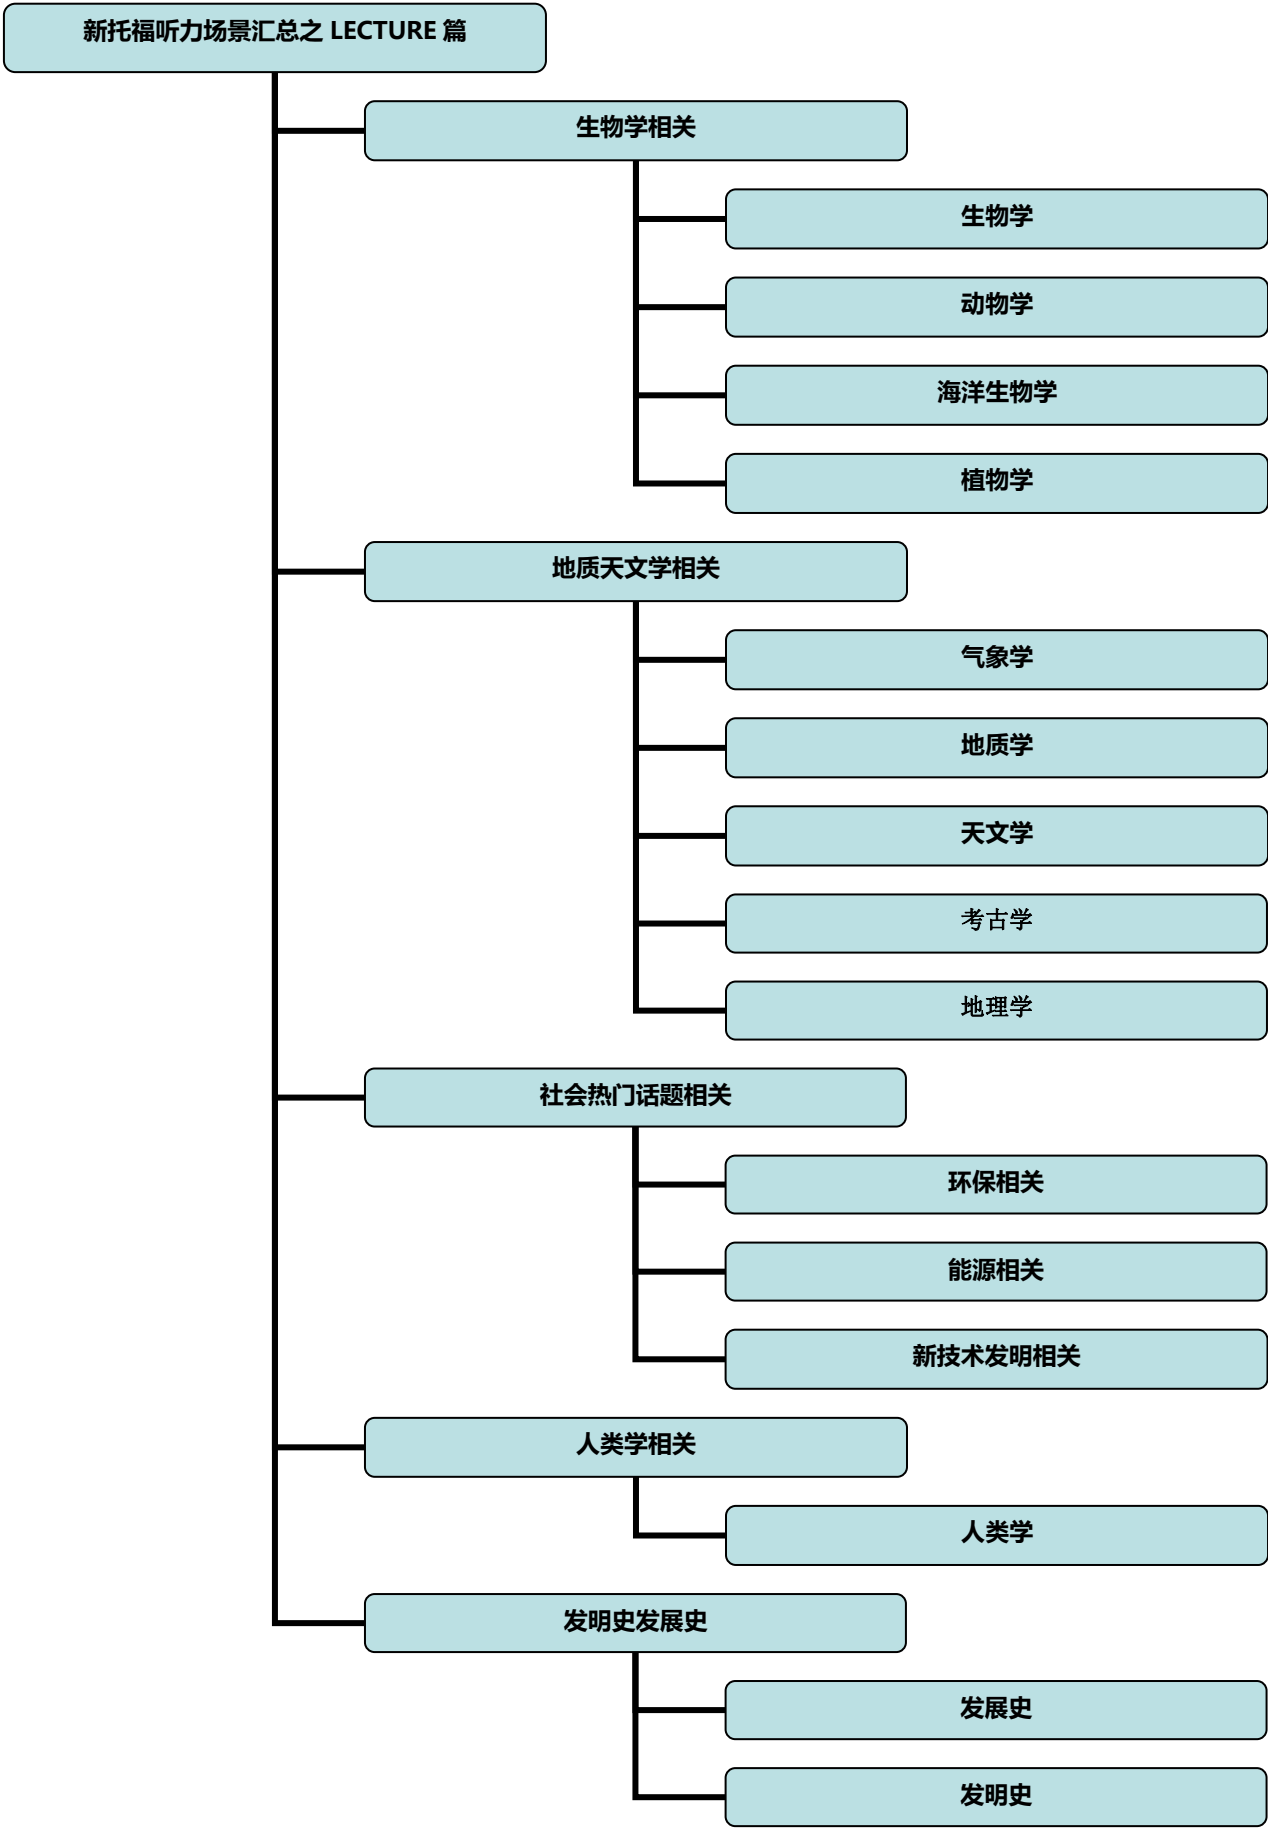 新托福听力场景汇总之 LECTURE 篇
生物学相关
生物学
动物学
海洋生物学
植物学
地质天文学相关
气象学
地质学
天文学
考古学
地理学
社会热门话题相关
环保相关
能源相关
新技术发明相关
人类学相关
人类学
发明史发展史
发展史
发明史